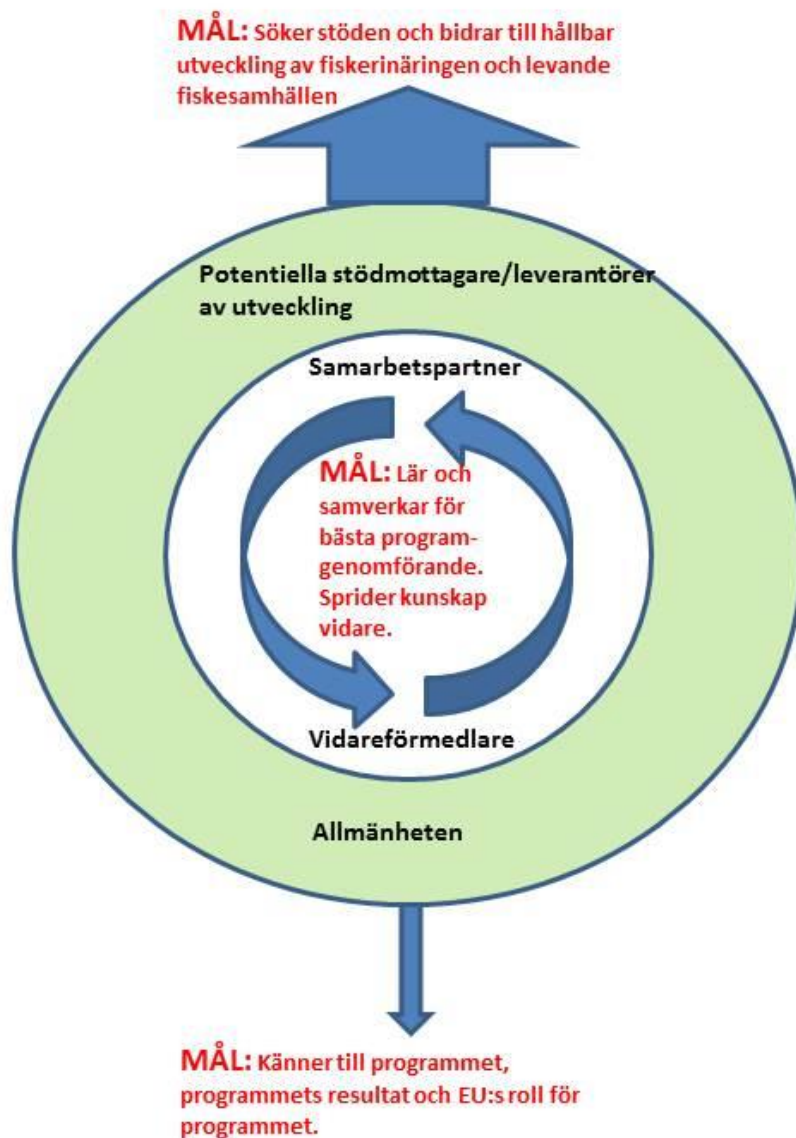 MÅL: Söker stöden och bidrar till hållbar
utveckling av fiskerinäringen och levande
fiskesamhällen
Potentiella stödmottagare/leverantörer
av utveckling
Samarbetspartner
MÅL: Lär och
samverkar för
bästa program-
genomförande.
Sprider kunskap
vidare.
Vidareförmedlare
Allmänheten
MÅL: Känner till programmet,
programmets resultat och EU:s roll för
programmet.